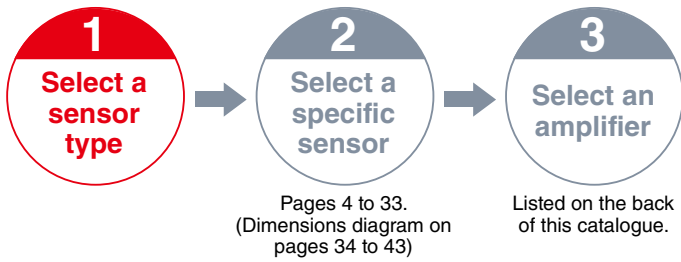 1
Select a
sensor
type
2
Select a
specific
sensor
Pages 4 to 33.
(Dimensions diagram on
pages 34 to 43)
3
Select an
amplifier
Listed on the back
of this catalogue.